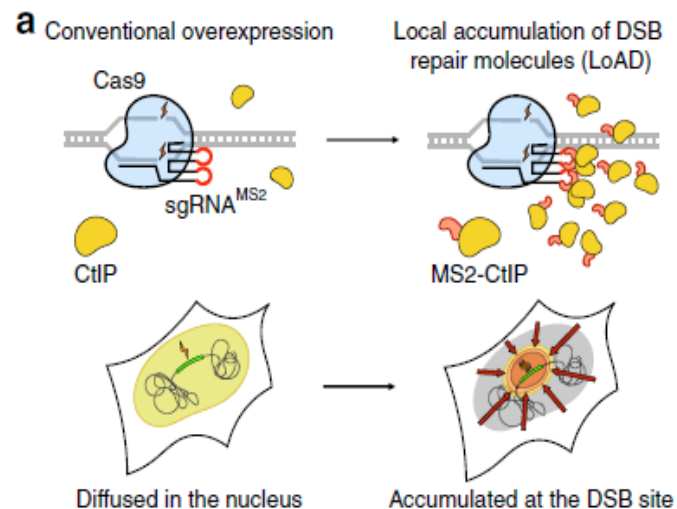 a
Conventional overexpression
Local accumulation of DSB
repair molecules (LoAD)
Cas9
sgRNA^MS2
CtIP
MS2-CtIP
Diffused in the nucleus
Accumulated at the DSB site